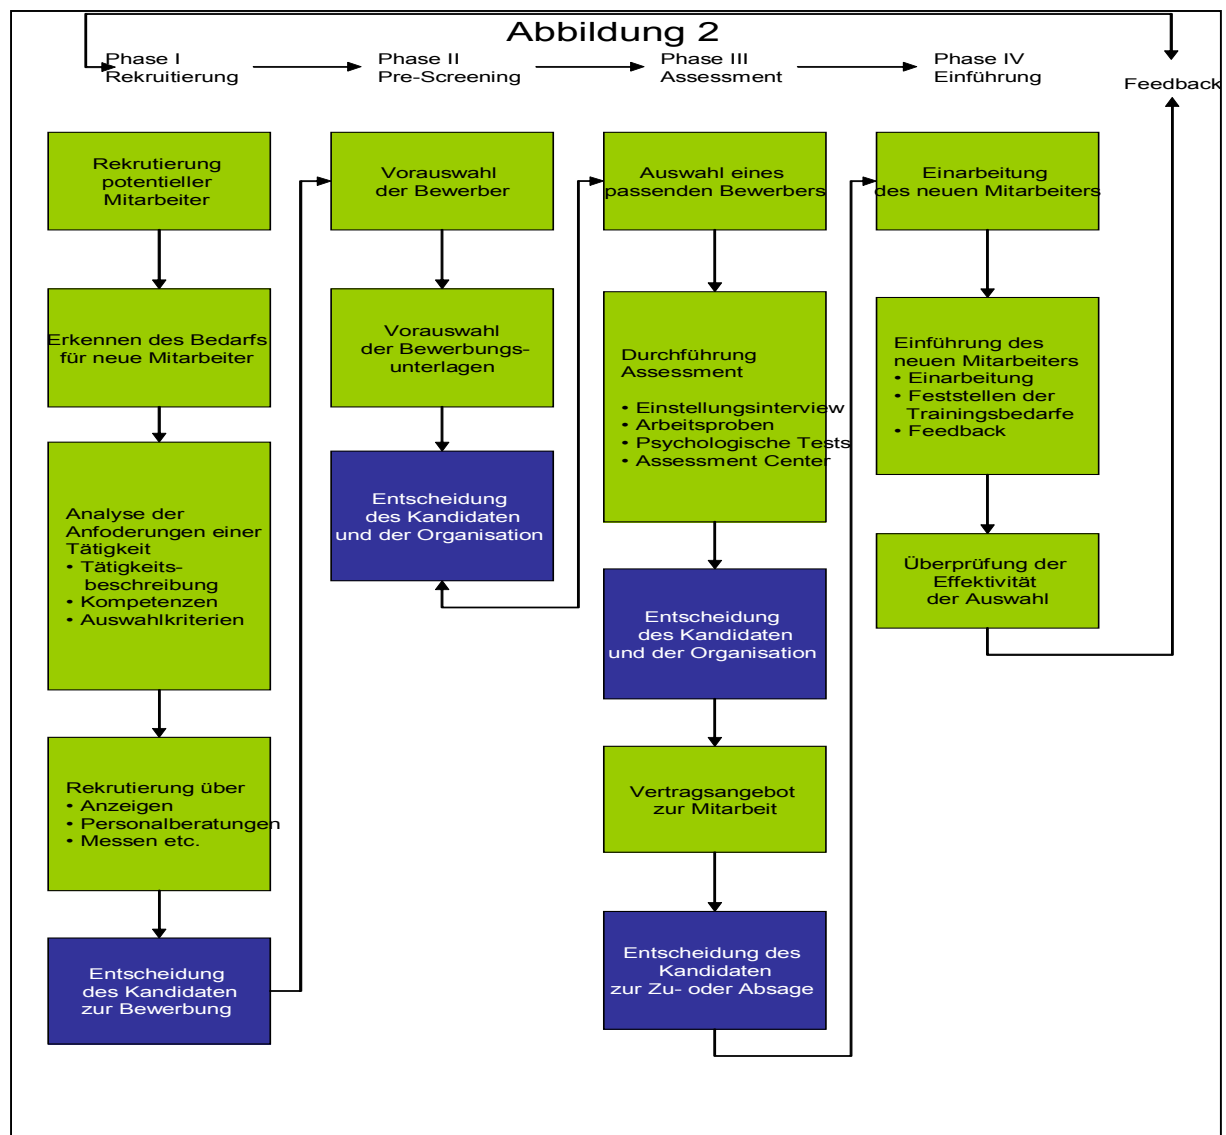 Abbildung 2
Phase I
Rekruitierung
Phase II
Pre-Screening
Phase III
Assessment
Phase IV
Einführung
Feedback
Rekrutierung
potentieller
Mitarbeiter
Erkennen des Bedarfs
für neue Mitarbeiter
Analyse der
Anfoderungen einer
Tätigkeit
• Tätigkeits-
beschreibung
• Kompetenzen
• Auswahlkriterien
Rekrutierung über
• Anzeigen
• Personalberatungen
• Messen etc.
Entscheidung
des Kandidaten
zur Bewerbung
Vorauswahl
der Bewerber
Vorauswahl
der Bewerbungs-
unterlagen
Entscheidung
des Kandidaten
und der Organisation
Auswahl eines
passenden Bewerbers
Durchführung
Assessment
• Einstellungsinterview
• Arbeitsproben
• Psychologische Tests
• Assessment Center
Entscheidung
des Kandidaten
und der Organisation
Vertragsangebot
zur Mitarbeit
Entscheidung des
Kandidaten
zur Zu- oder Absage
Einarbeitung
des neuen Mitarbeiters
Einführung des
neuen Mitarbeiters
• Einarbeitung
• Feststellen der
Trainingsbedarfe
• Feedback
Überprüfung der
Effektivität
der Auswahl